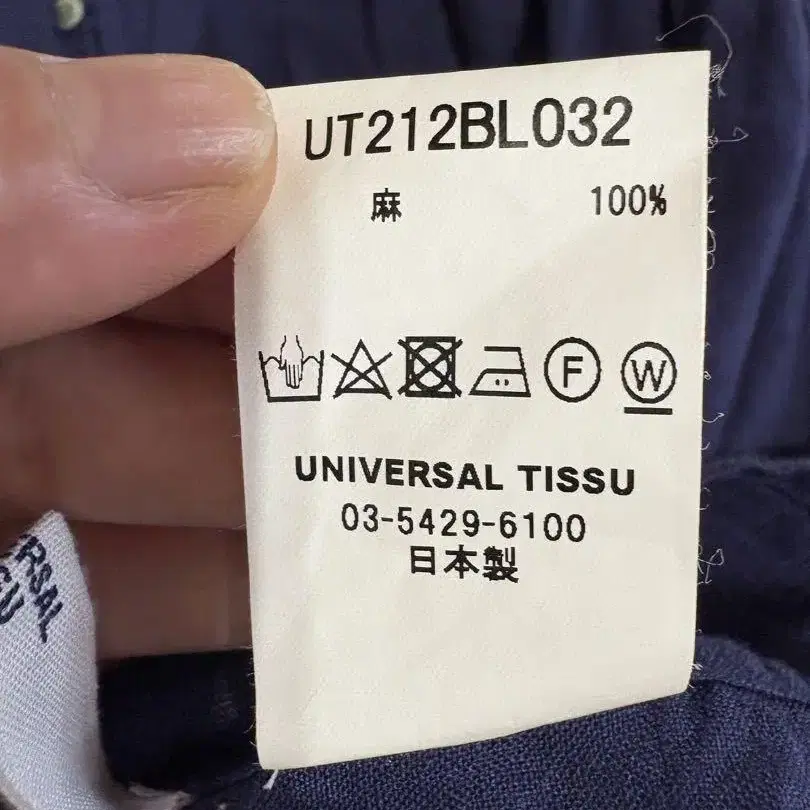 UT212BL032
麻 100%
F W
UNIVERSAL TISSU
03-5429-6100
日本製